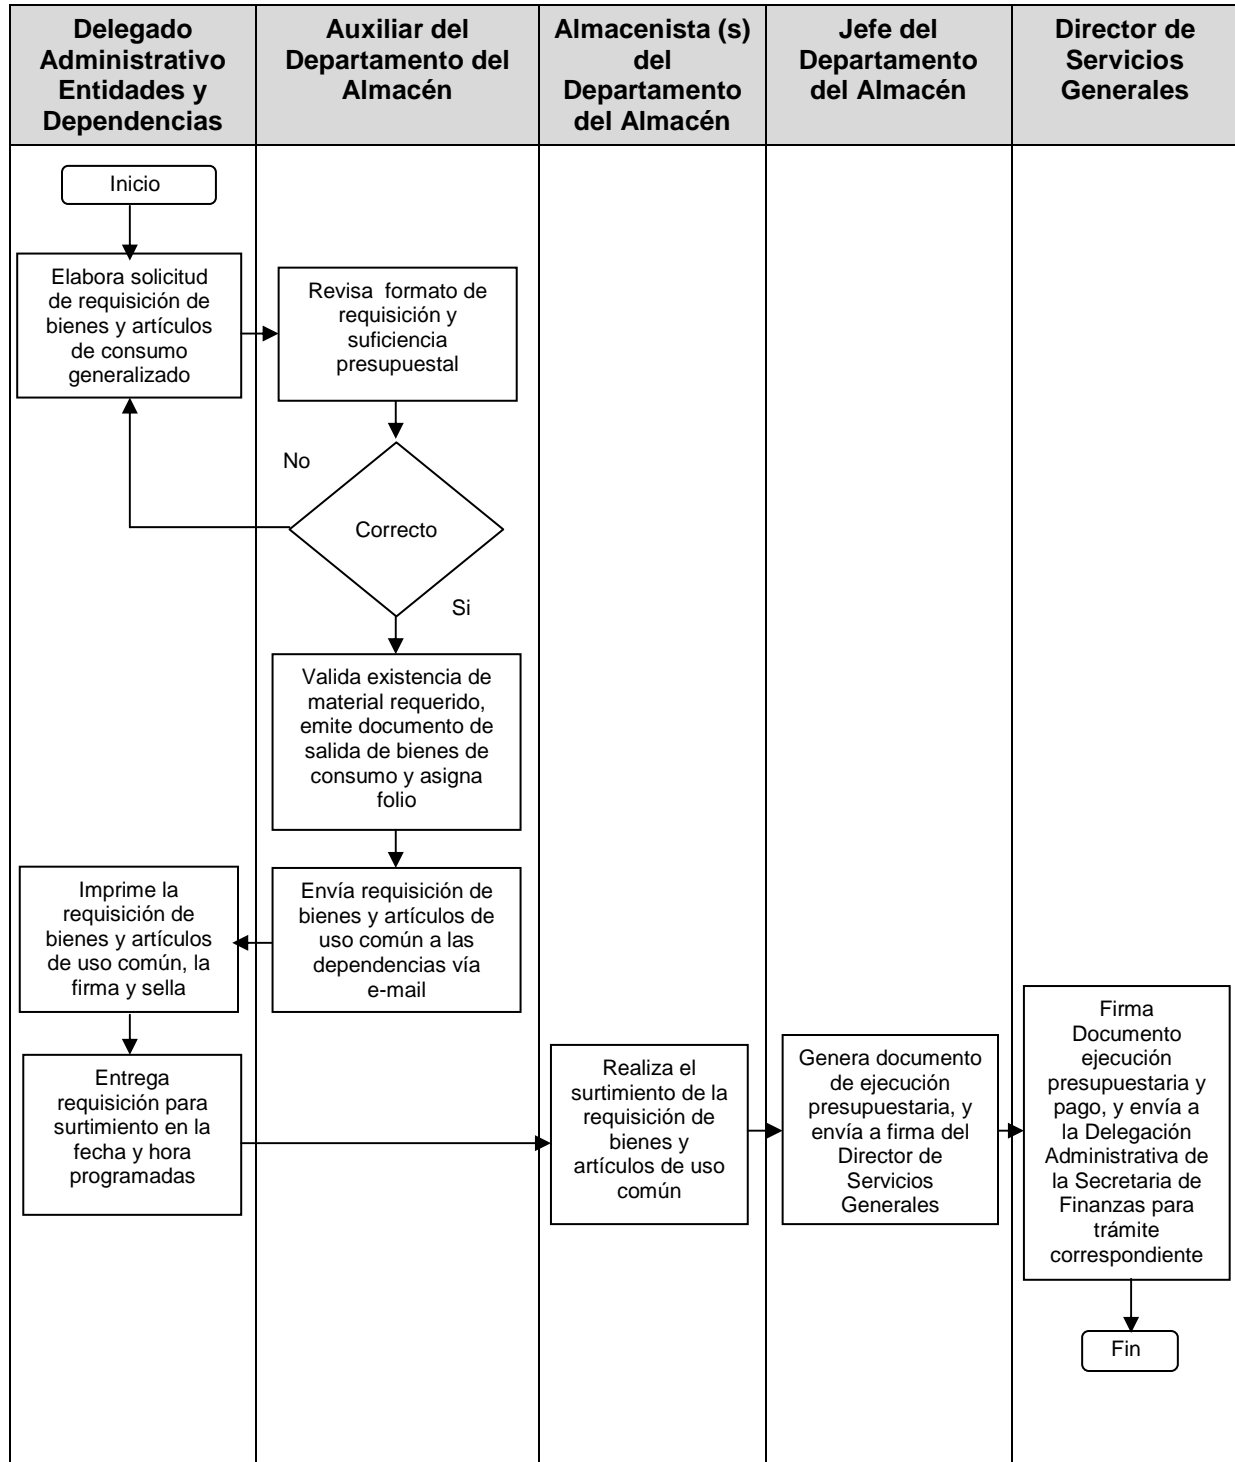 Delegado
Administrativo
Entidades y
Dependencias
Auxiliar del
Departamento del
Almacén
Almacenista (s)
del
Departamento
del Almacén
Jefe del
Departamento
del Almacén
Director de
Servicios
Generales
Inicio
Elabora solicitud
de requisición de
bienes y artículos
de consumo
generalizado
Revisa formato de
requisición y
suficiencia
presupuestal
No
Correcto
Si
Valida existencia de
material requerido,
emite documento de
salida de bienes de
consumo y asigna
folio
Envía requisición de
bienes y artículos de
uso común a las
dependencias vía
e-mail
Imprime la
requisición de
bienes y artículos
de uso común, la
firma y sella
Entrega
requisición para
surtimiento en la
fecha y hora
programadas
Realiza el
surtimiento de la
requisición de
bienes y
artículos de uso
común
Genera documento
de ejecución
presupuestaria, y
envía a firma del
Director de
Servicios
Generales
Firma
Documento
ejecución
presupuestaria y
pago, y envía a
la Delegación
Administrativa de
la Secretaria de
Finanzas para
trámite
correspondiente
Fin